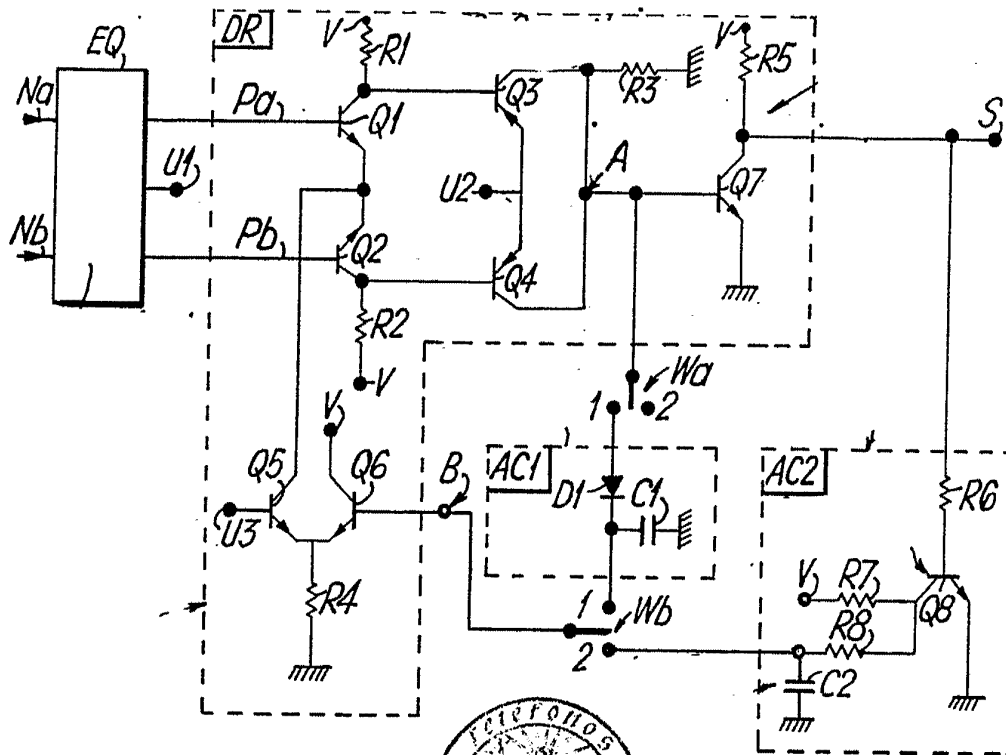 EQ
DR
V
R1
V
R5
Na
Pa
Q1
Q3
R3
S
U1
U2
A
Q7
Nb
Pb
Q2
Q4
R2
V
V
Wa
1
2
Q5
Q6
B
AC1
D1
C1
AC2
R6
U3
R4
V
R7
Q8
1
Wb
R8
2
C2
Teléfonos